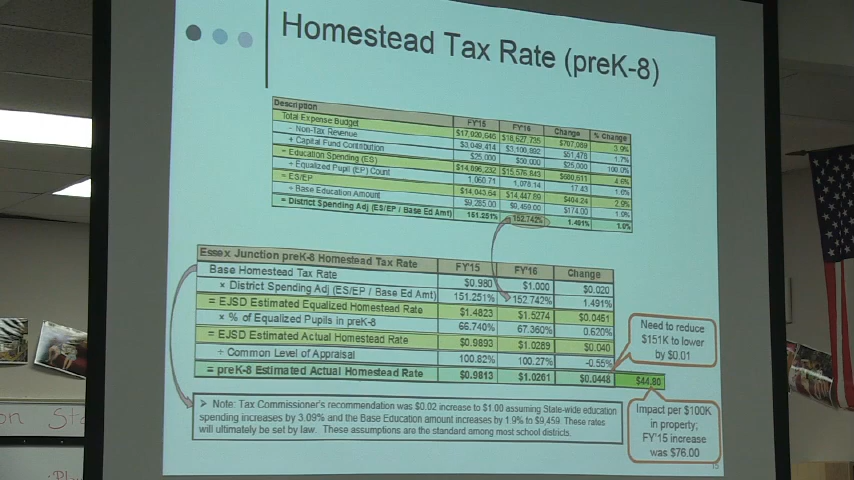 Homestead Tax Rate (preK-8)
Description FY'15 FY'16 Change % Change
Total Expense Budget $17,920,645 $18,627,735 $707,089 3.9%
- Non-Tax Revenue $3,049,414 $3,100,892 $51,478 1.7%
+ Capital Fund Contribution $25,000 $50,000 $25,000 100.0%
= Education Spending (ES) $14,896,232 $15,576,843 $680,611 4.6%
÷ Equalized Pupil (EP) Count 1,060.71 1,078.14 17.43 1.6%
= ES/EP $14,043.64 $14,447.89 $404.24 2.9%
÷ Base Education Amount $9,285.00 $9,459.00 $174.00 1.9%
= District Spending Adj (ES/EP / Base Ed Amt) 151.251% 152.742% 1.491% 1.0%
Essex Junction preK-8 Homestead Tax Rate FY'15 FY'16 Change
Base Homestead Tax Rate $0.980 $1.000 $0.020
× District Spending Adj (ES/EP / Base Ed Amt) 151.251% 152.742% 1.491%
= EJSD Estimated Equalized Homestead Rate $1.4823 $1.5274 $0.0451
× % of Equalized Pupils in preK-8 66.740% 67.360% 0.620%
= EJSD Estimated Actual Homestead Rate $0.9893 $1.0289 $0.040
÷ Common Level of Appraisal 100.82% 100.27% -0.55%
= preK-8 Estimated Actual Homestead Rate $0.9813 $1.0261 $0.0448 $44.80
Need to reduce
$151K to lower
by $0.01
Impact per $100K
in property;
FY'15 increase
was $76.00
➢ Note: Tax Commissioner's recommendation was $0.02 increase to $1.00 assuming State-wide education
spending increases by 3.09% and the Base Education amount increases by 1.9% to $9,459. These rates
will ultimately be set by law. These assumptions are the standard among most school districts.
15